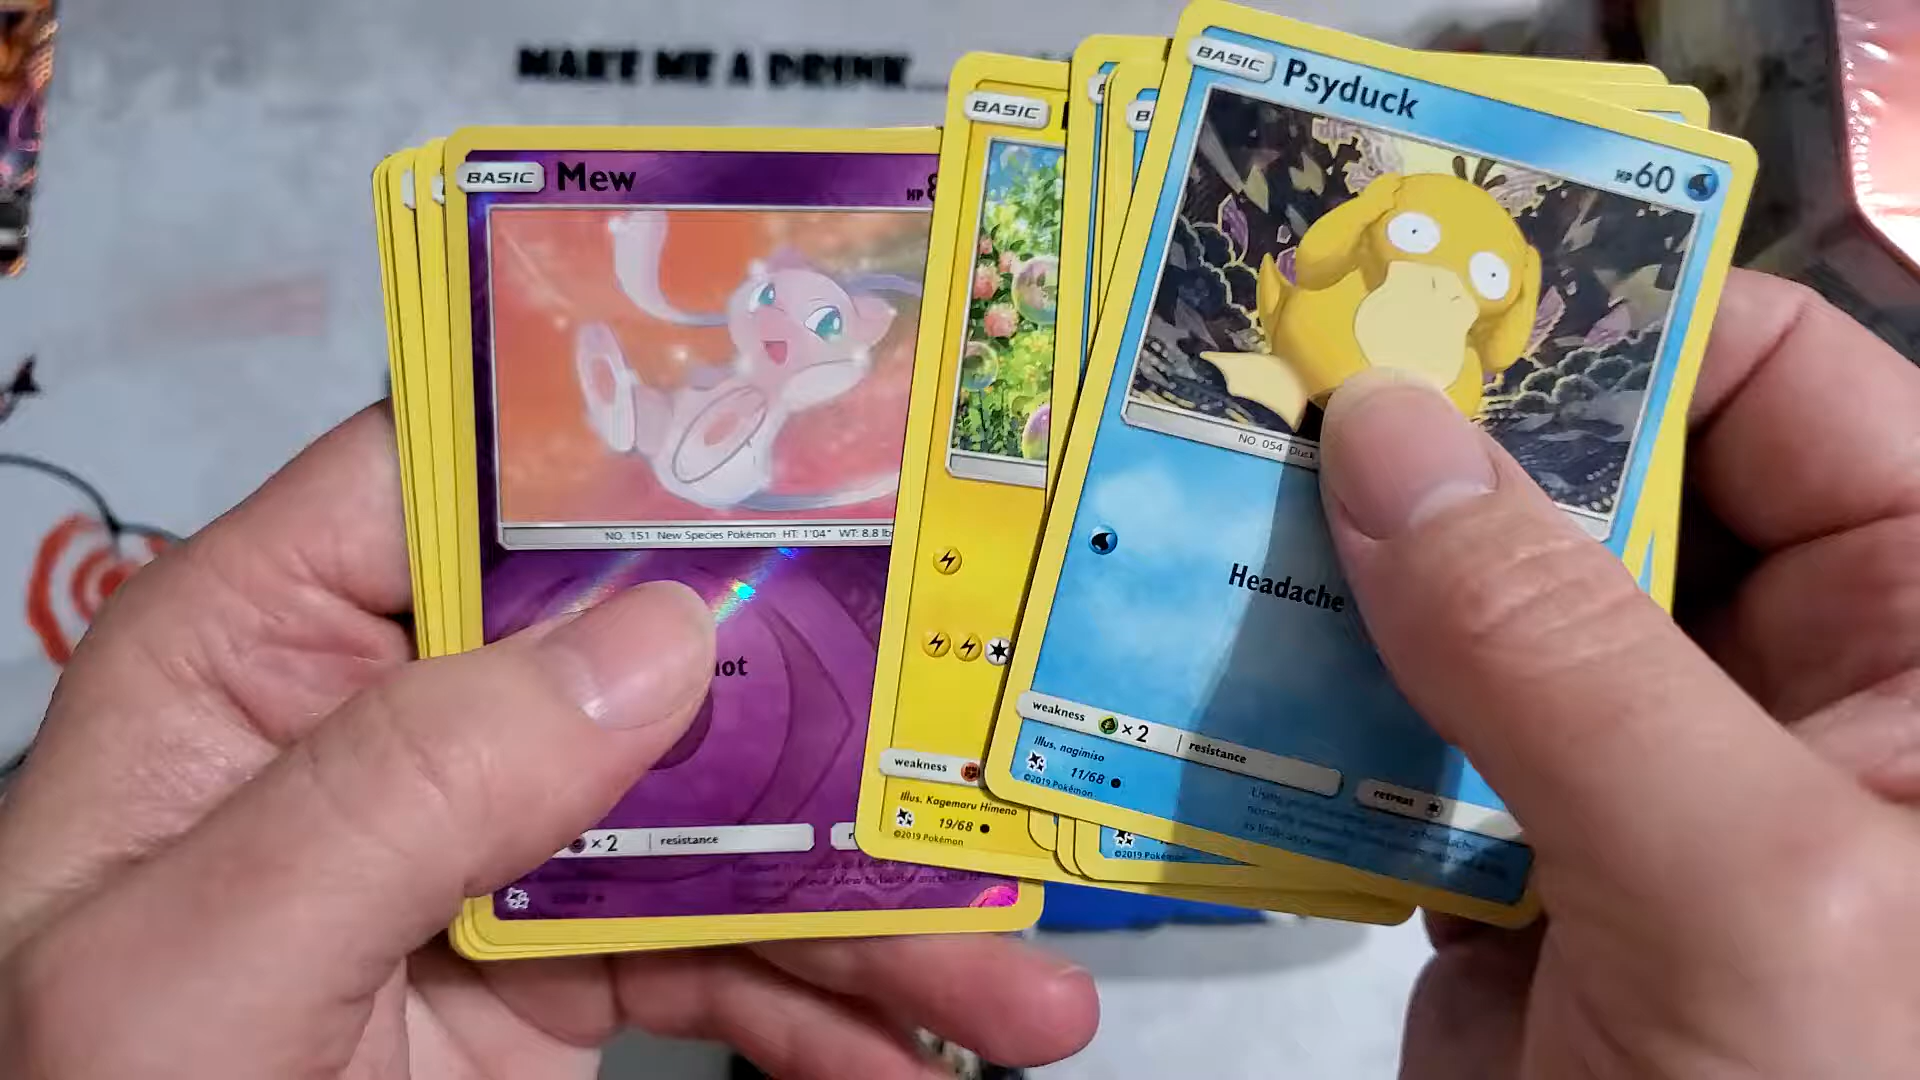 MAKE ME A DRINK....
BASIC Mew HP
NO. 151 New Species Pokémon HT: 1'04" WT: 8.8 lb
×2 resistance
BASIC
weakness
Illus. Kagemaru Himeno
19/68
©2019 Pokémon
©2019 Pokémon
BASIC Psyduck HP 60
NO. 054 Duck
Headache
weakness ×2 resistance
retreat
Illus. nagimiso
11/68
©2019 Pokémon